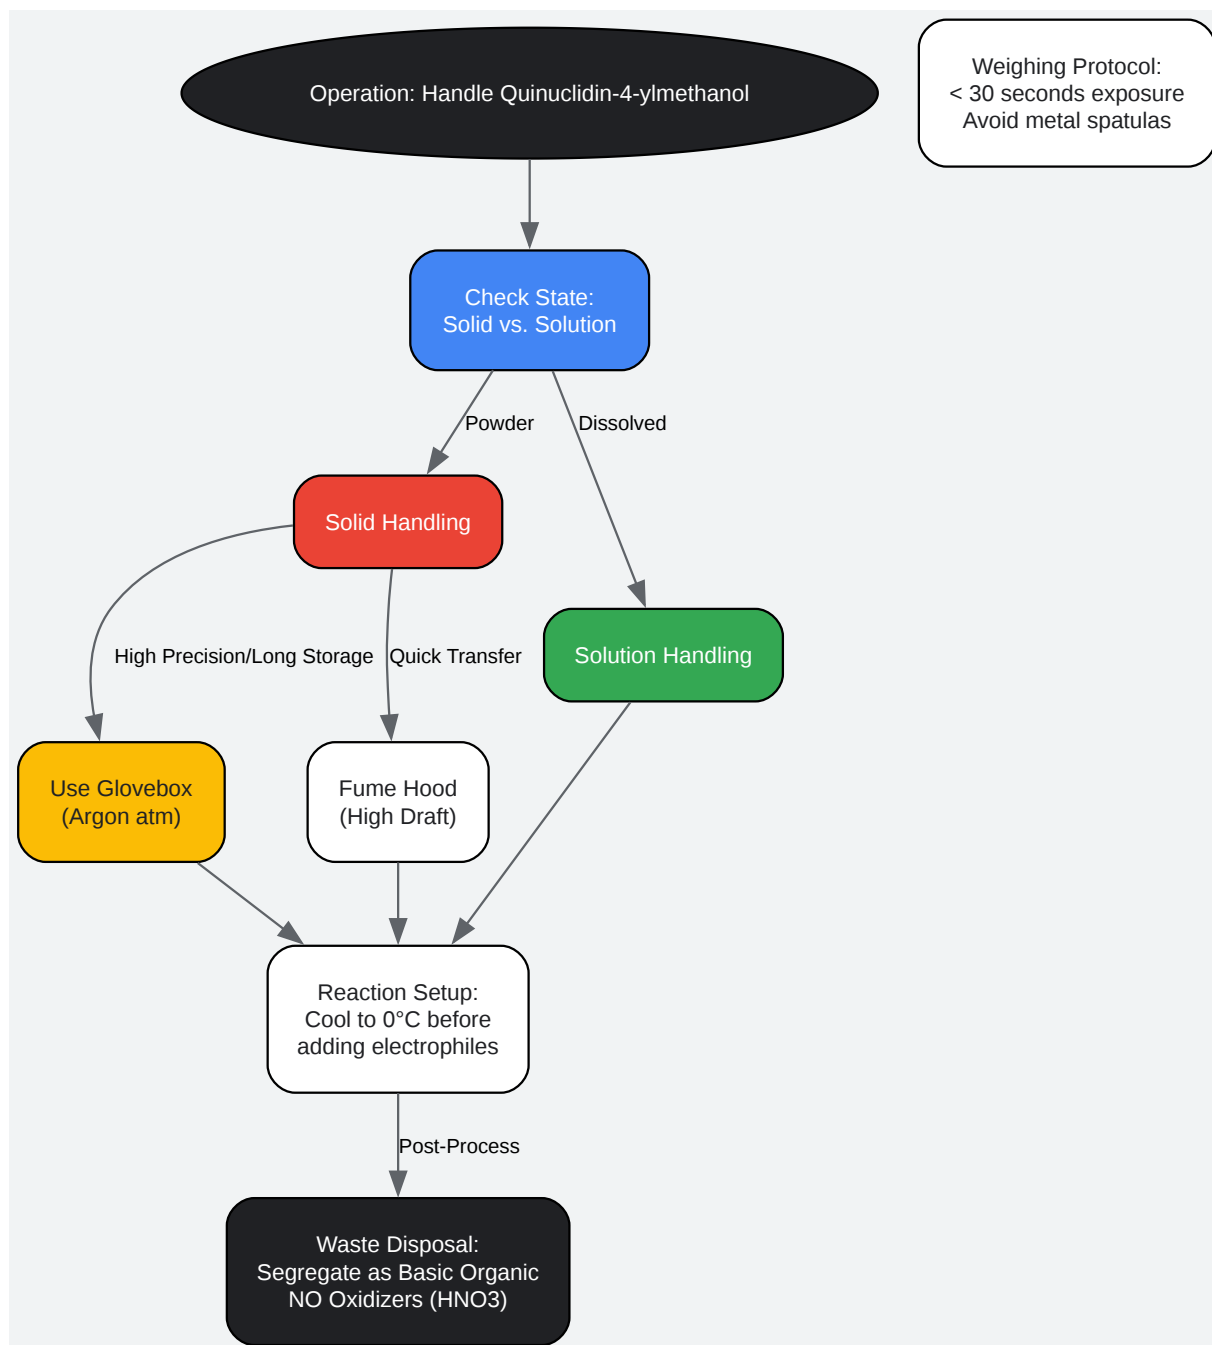 Operation: Handle Quinuclidin-4-ylmethanol
Weighing Protocol:
< 30 seconds exposure
Avoid metal spatulas
Check State:
Solid vs. Solution
Powder
Dissolved
Solid Handling
High Precision/Long Storage
Quick Transfer
Solution Handling
Use Glovebox
(Argon atm)
Fume Hood
(High Draft)
Reaction Setup:
Cool to 0°C before
adding electrophiles
Post-Process
Waste Disposal:
Segregate as Basic Organic
NO Oxidizers (HNO3)